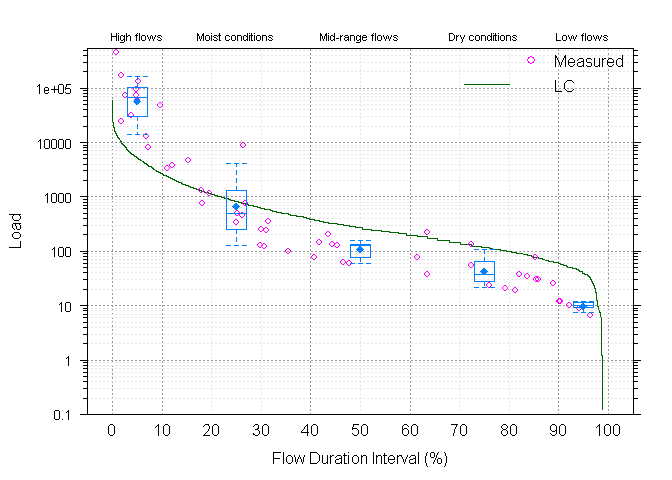 High flows Moist conditions Mid-range flows Dry conditions Low flows
Measured
LC
1e+05
10000
1000
100
10
1
0.1
Load
0 10 20 30 40 50 60 70 80 90 100
Flow Duration Interval (%)